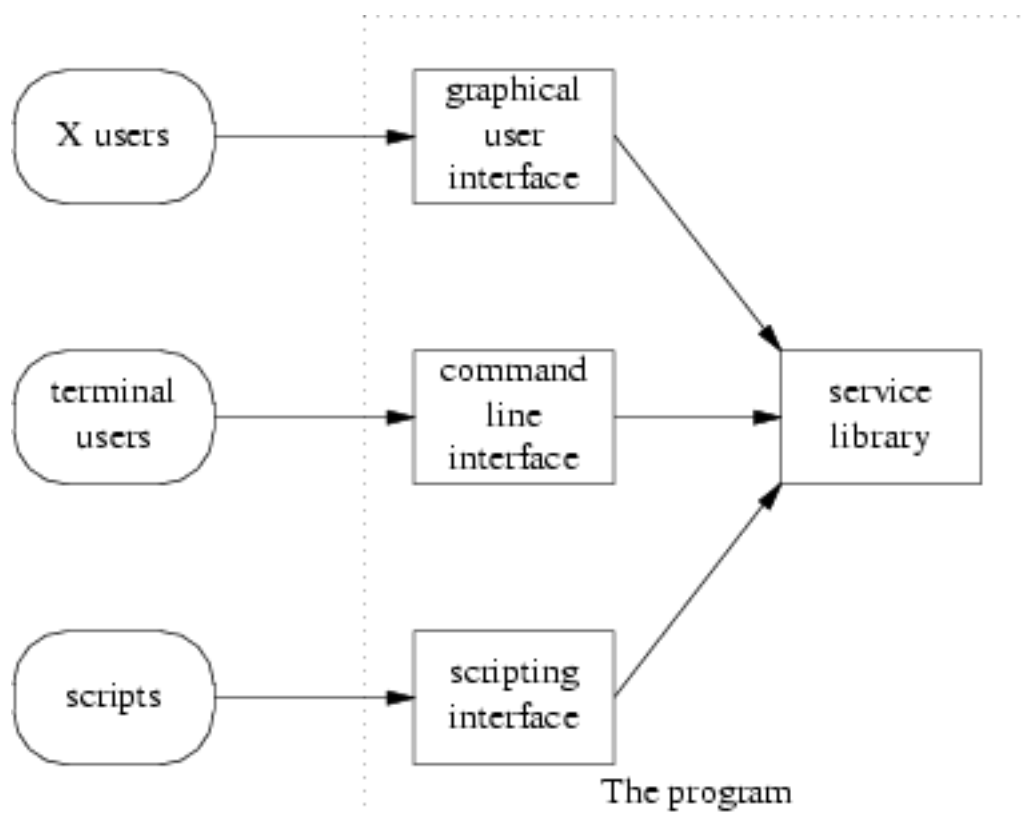 X users
graphical
user
interface
terminal
users
command
line
interface
service
library
scripts
scripting
interface
The program